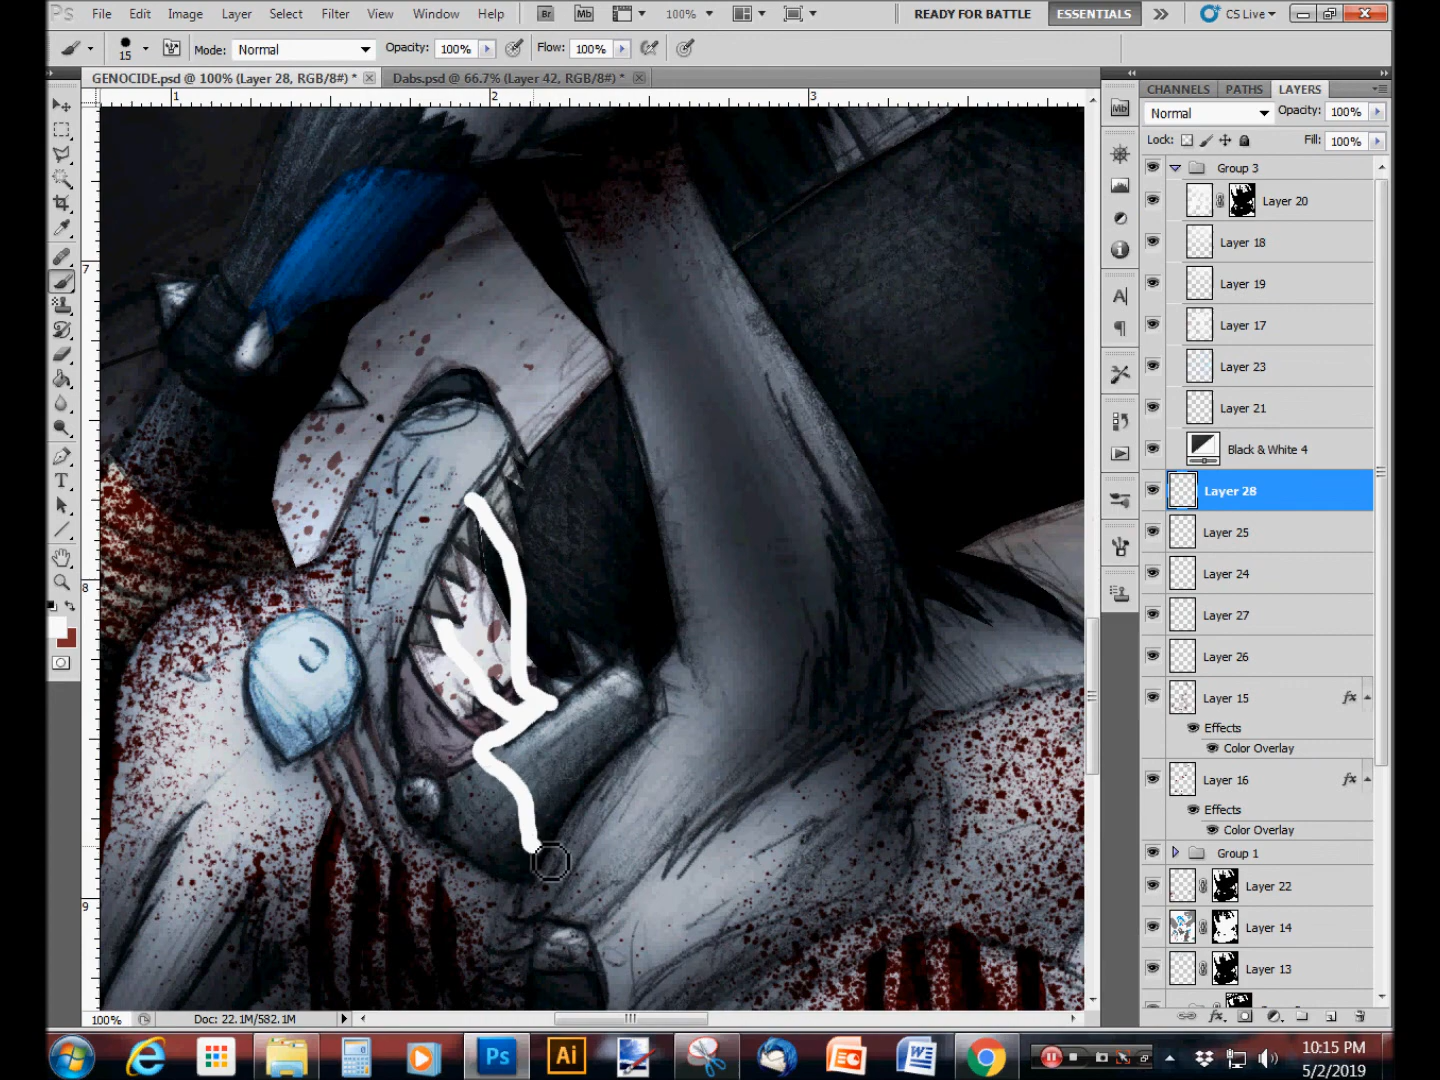 Ps File Edit Image Layer Select Filter View Window Help Br Mb 100% READY FOR BATTLE ESSENTIALS CS Live
15 Mode: Normal Opacity: 100% Flow: 100%
GENOCIDE.psd @ 100% (Layer 28, RGB/8#) * Dabs.psd @ 66.7% (Layer 42, RGB/8#) *
1 2 3
7
8
9
CHANNELS PATHS LAYERS
Normal Opacity: 100%
Lock: Fill: 100%
Group 3
Layer 20
Layer 18
Layer 19
Layer 17
Layer 23
Layer 21
Black & White 4
Layer 28
Layer 25
Layer 24
Layer 27
Layer 26
Layer 15 fx
Effects
Color Overlay
Layer 16 fx
Effects
Color Overlay
Group 1
Layer 22
Layer 14
Layer 13
100% Doc: 22.1M/582.1M
Ps Ai
10:15 PM
5/2/2019